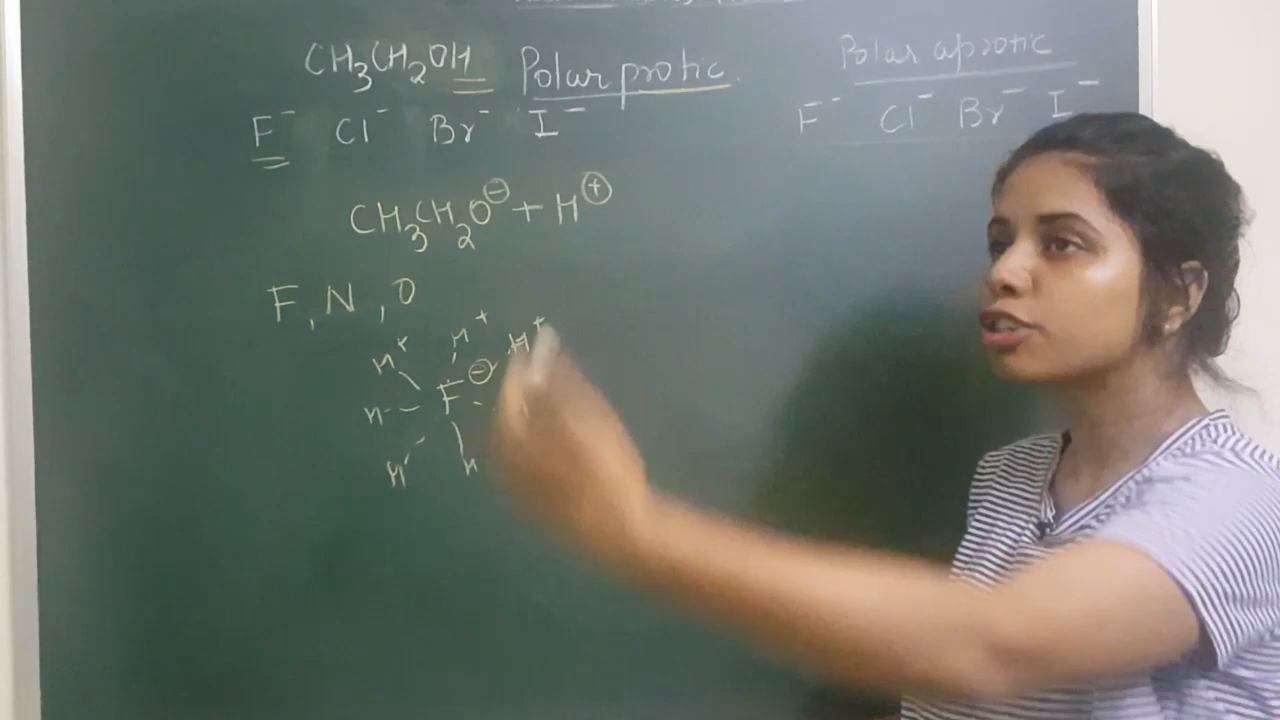 CH₃CH₂OH Polar protic.
Polar aprotic
F⁻ Cl⁻ Br⁻ I⁻
F⁻ Cl⁻ Br⁻ I⁻
CH₃CH₂O⊖ + H⊕
F, N, O
H⁺ H⁺ H⁺
H F⊖
H H